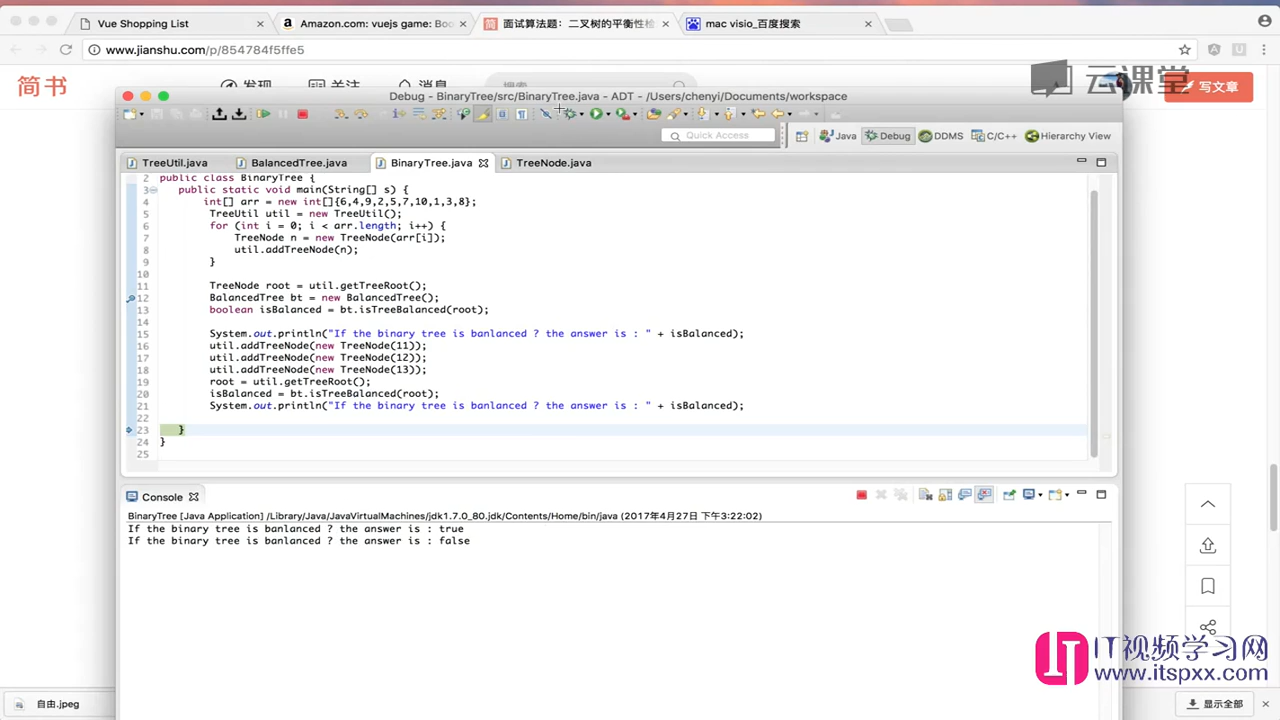 Vue Shopping List
Amazon.com: vuejs game: Boo
面试算法题：二叉树的平衡性检
mac visio_百度搜索
www.jianshu.com/p/854784f5ffe5
简书
发现
关注
消息
搜索
云课堂
写文章
Debug - BinaryTree/src/BinaryTree.java - ADT - /Users/chenyi/Documents/workspace
Quick Access
Java
Debug
DDMS
C/C++
Hierarchy View
TreeUtil.java
BalancedTree.java
BinaryTree.java
TreeNode.java
2 public class BinaryTree {
3 public static void main(String[] s) {
4 int[] arr = new int[]{6,4,9,2,5,7,10,1,3,8};
5 TreeUtil util = new TreeUtil();
6 for (int i = 0; i < arr.length; i++) {
7 TreeNode n = new TreeNode(arr[i]);
8 util.addTreeNode(n);
9 }
10
11 TreeNode root = util.getTreeRoot();
12 BalancedTree bt = new BalancedTree();
13 boolean isBalanced = bt.isTreeBalanced(root);
14
15 System.out.println("If the binary tree is banlanced ? the answer is : " + isBalanced);
16 util.addTreeNode(new TreeNode(11));
17 util.addTreeNode(new TreeNode(12));
18 util.addTreeNode(new TreeNode(13));
19 root = util.getTreeRoot();
20 isBalanced = bt.isTreeBalanced(root);
21 System.out.println("If the binary tree is banlanced ? the answer is : " + isBalanced);
22
23 }
24 }
25
Console
BinaryTree [Java Application] /Library/Java/JavaVirtualMachines/jdk1.7.0_80.jdk/Contents/Home/bin/java (2017年4月27日 下午3:22:02)
If the binary tree is banlanced ? the answer is : true
If the binary tree is banlanced ? the answer is : false
IT IT视频学习网
www.itspxx.com
自由.jpeg
显示全部